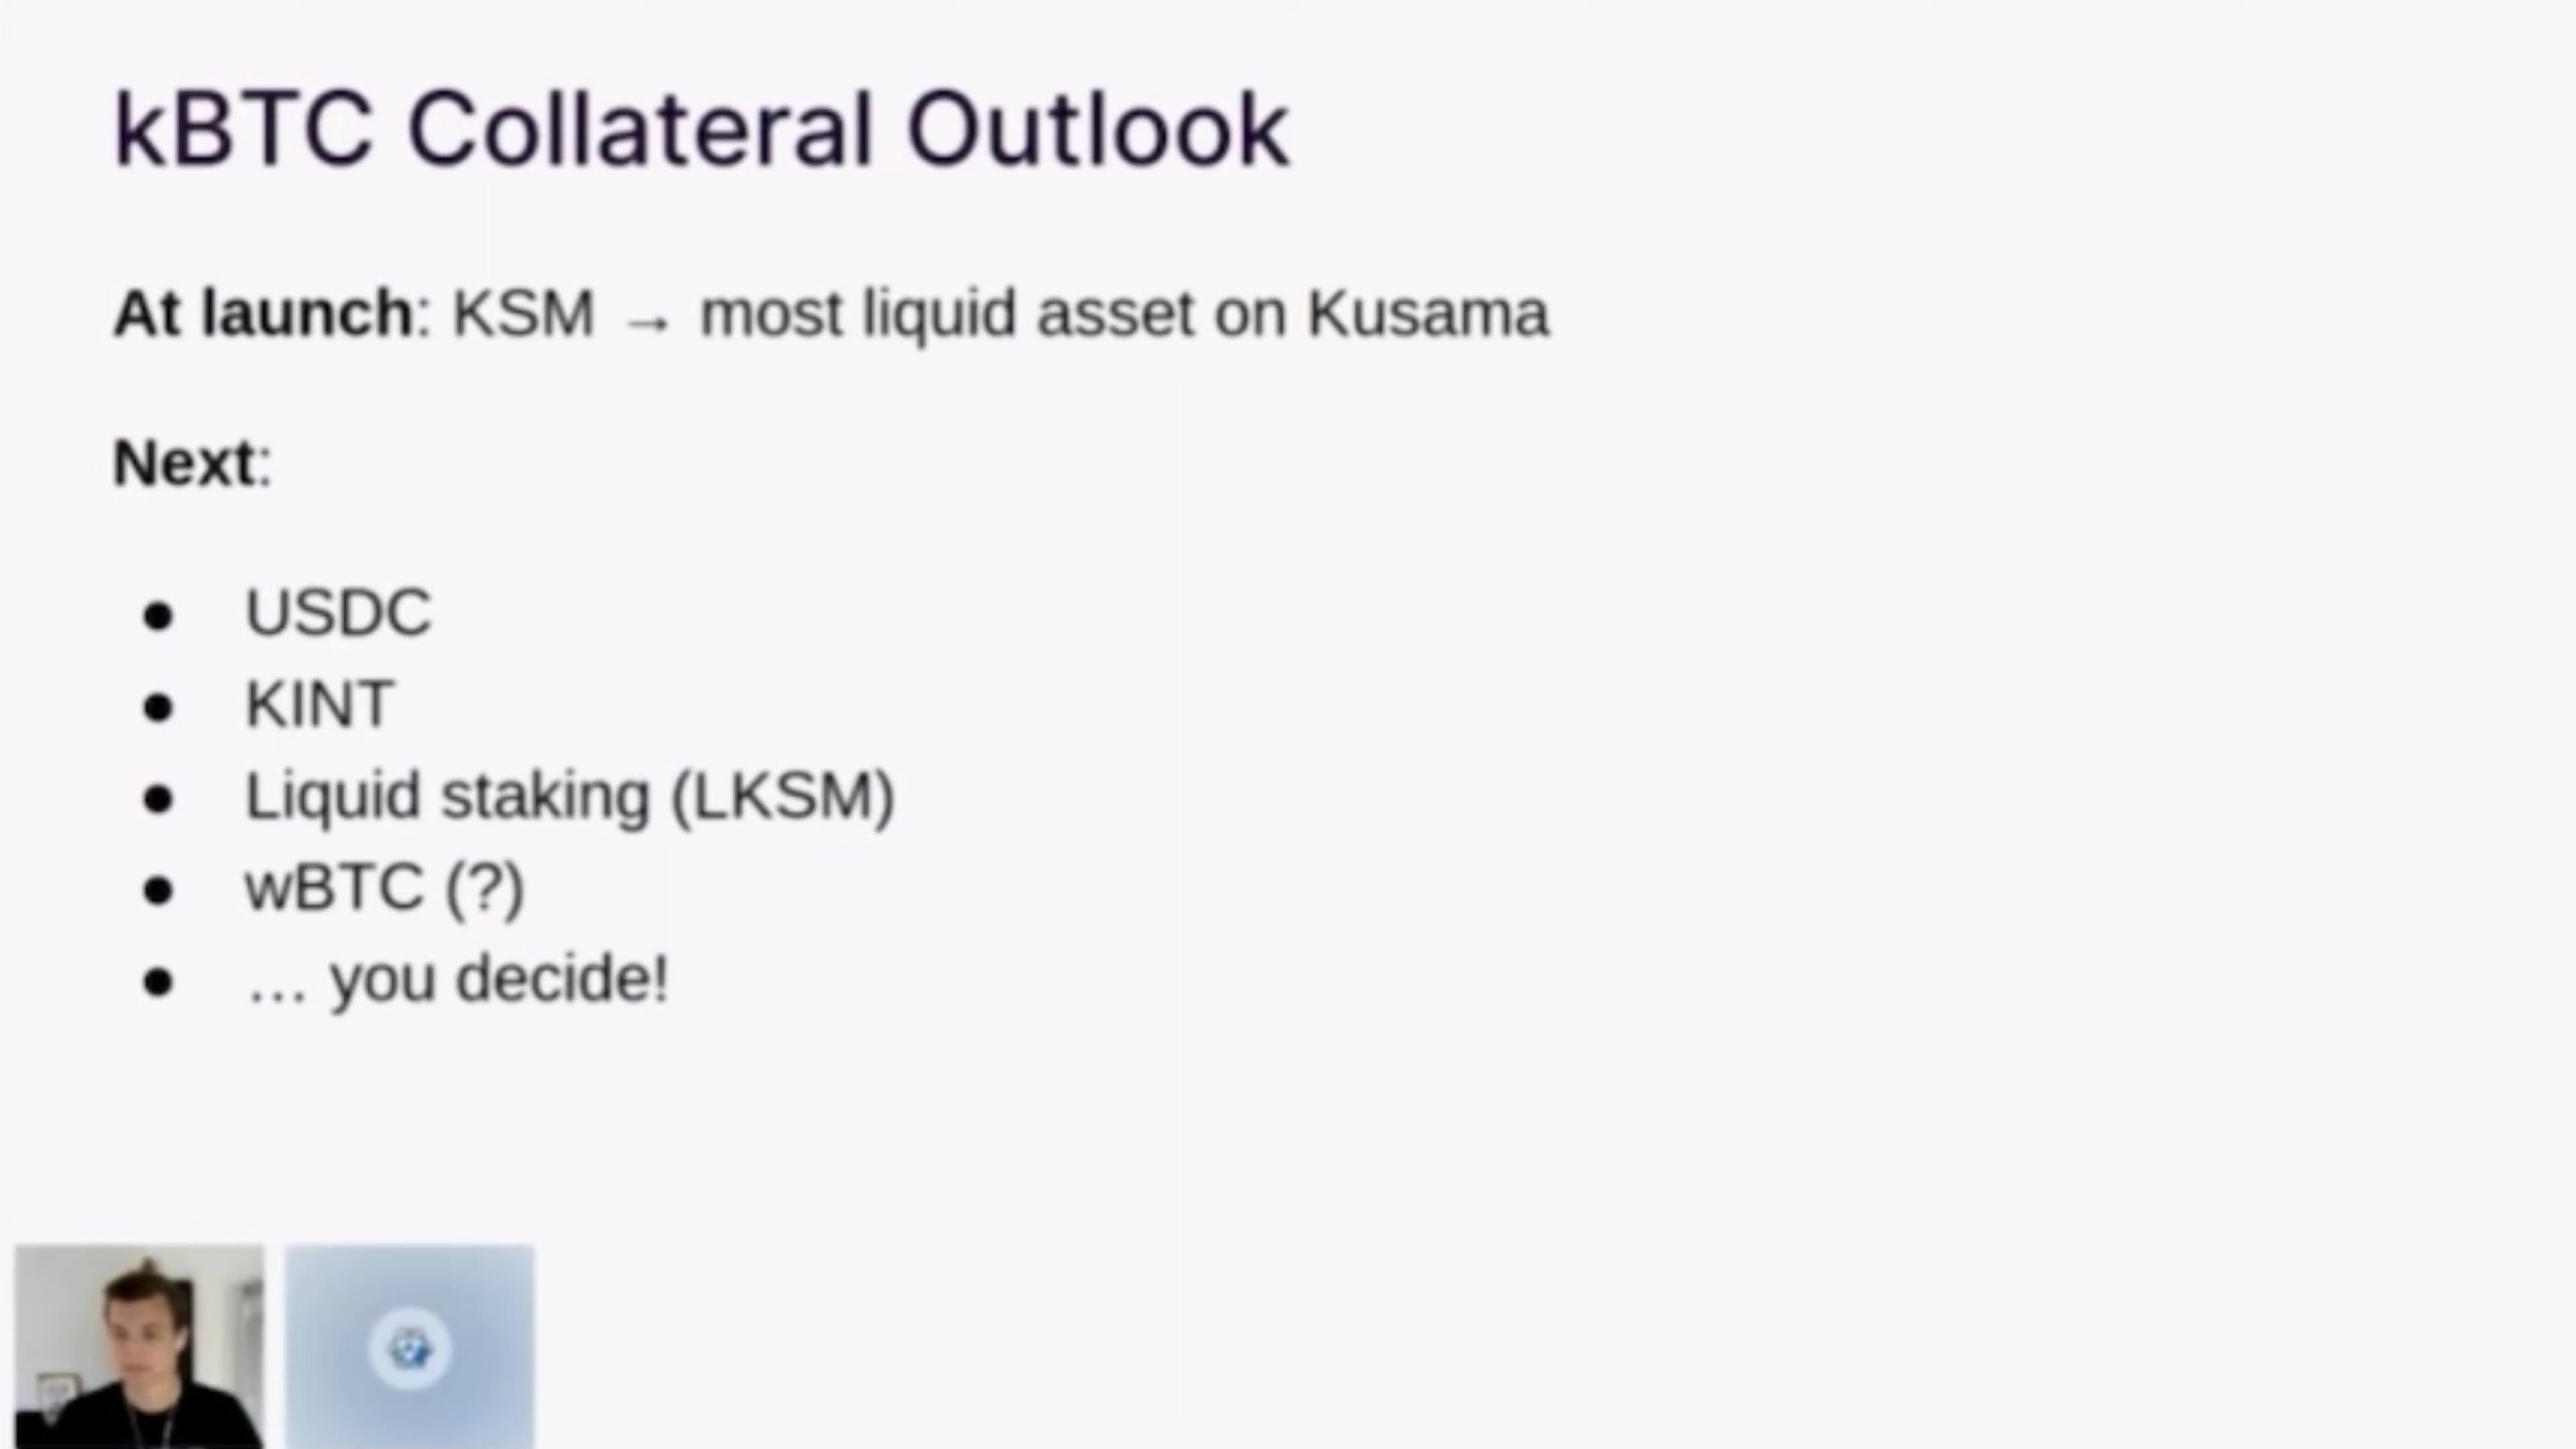 kBTC Collateral Outlook
At launch: KSM → most liquid asset on Kusama
Next:
● USDC
● KINT
● Liquid staking (LKSM)
● wBTC (?)
● … you decide!